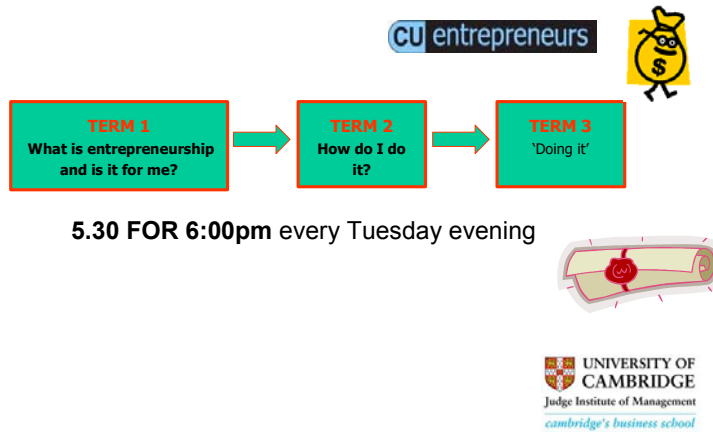 CU entrepreneurs
$
TERM 1
What is entrepreneurship
and is it for me?
TERM 2
How do I do
it?
TERM 3
‘Doing it’
5.30 FOR 6:00pm every Tuesday evening
UNIVERSITY OF
CAMBRIDGE
Judge Institute of Management
cambridge's business school